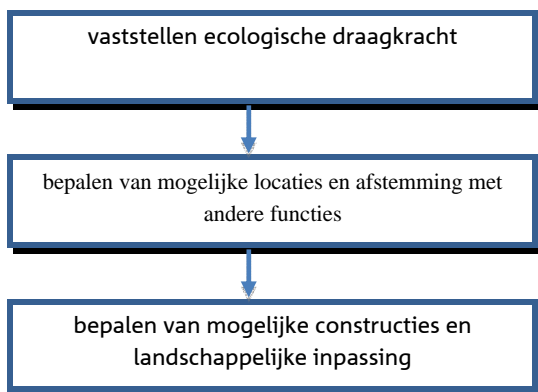 vaststellen ecologische draagkracht
bepalen van mogelijke locaties en afstemming met
andere functies
bepalen van mogelijke constructies en
landschappelijke inpassing